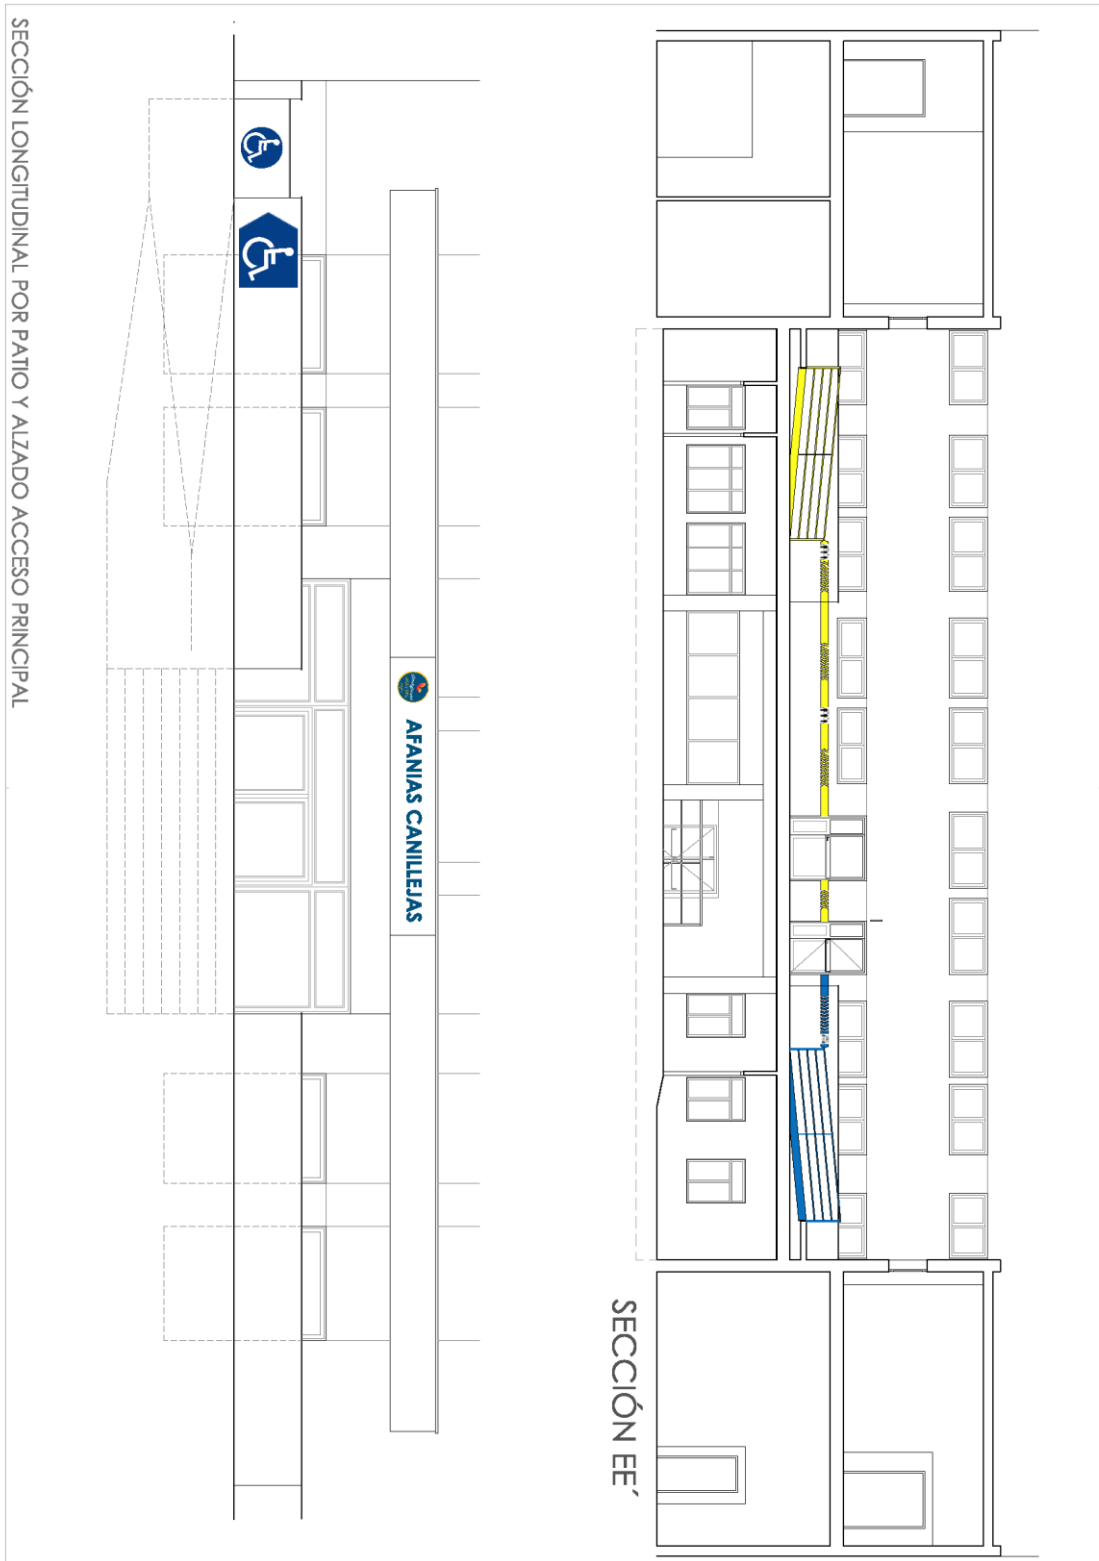 SECCIÓN EE´
AFANIAS CANILLEJAS
SECCIÓN LONGITUDINAL POR PATIO Y ALZADO ACCESO PRINCIPAL